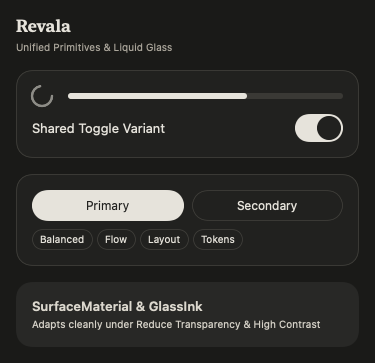 Revala
Unified Primitives & Liquid Glass
Shared Toggle Variant
Primary Secondary
Balanced Flow Layout Tokens
SurfaceMaterial & GlassInk
Adapts cleanly under Reduce Transparency & High Contrast